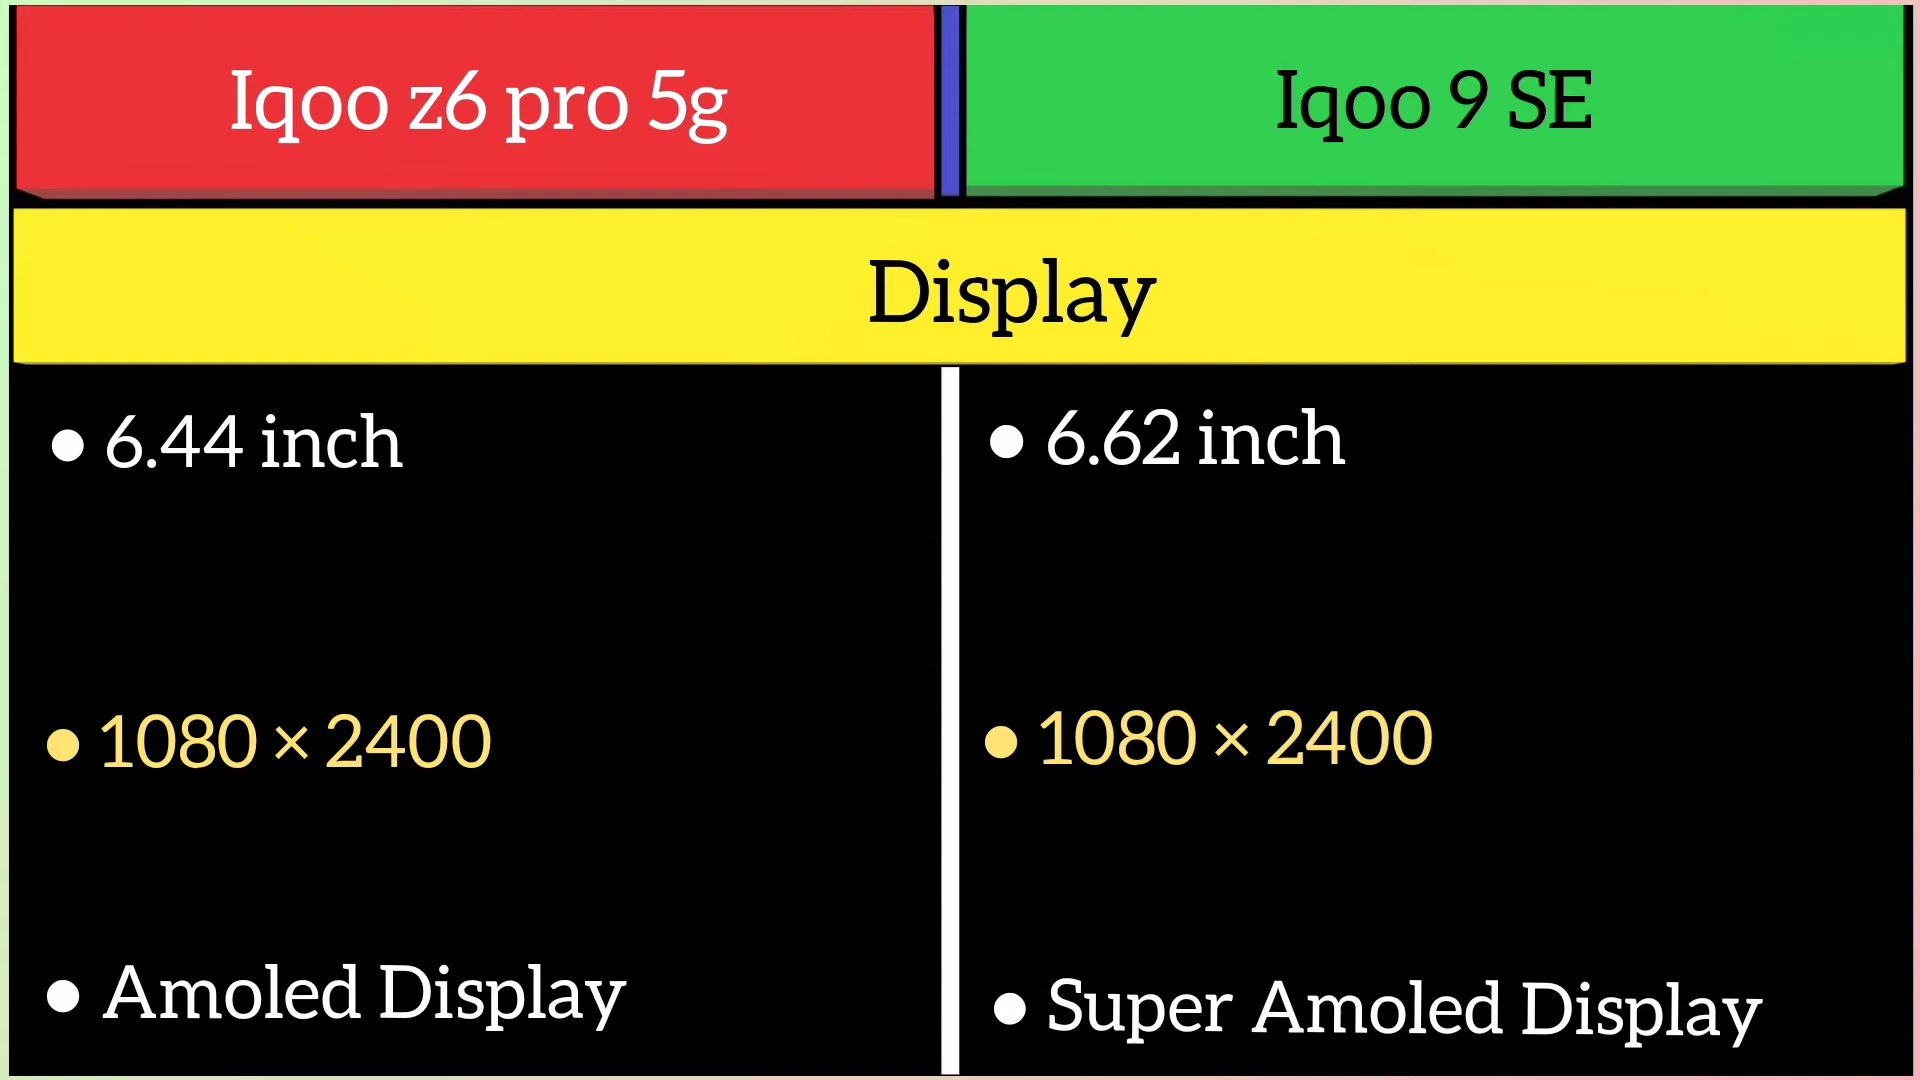 Iqoo z6 pro 5g
Iqoo 9 SE
Display
● 6.44 inch
● 6.62 inch
● 1080 × 2400
● 1080 × 2400
● Amoled Display
● Super Amoled Display